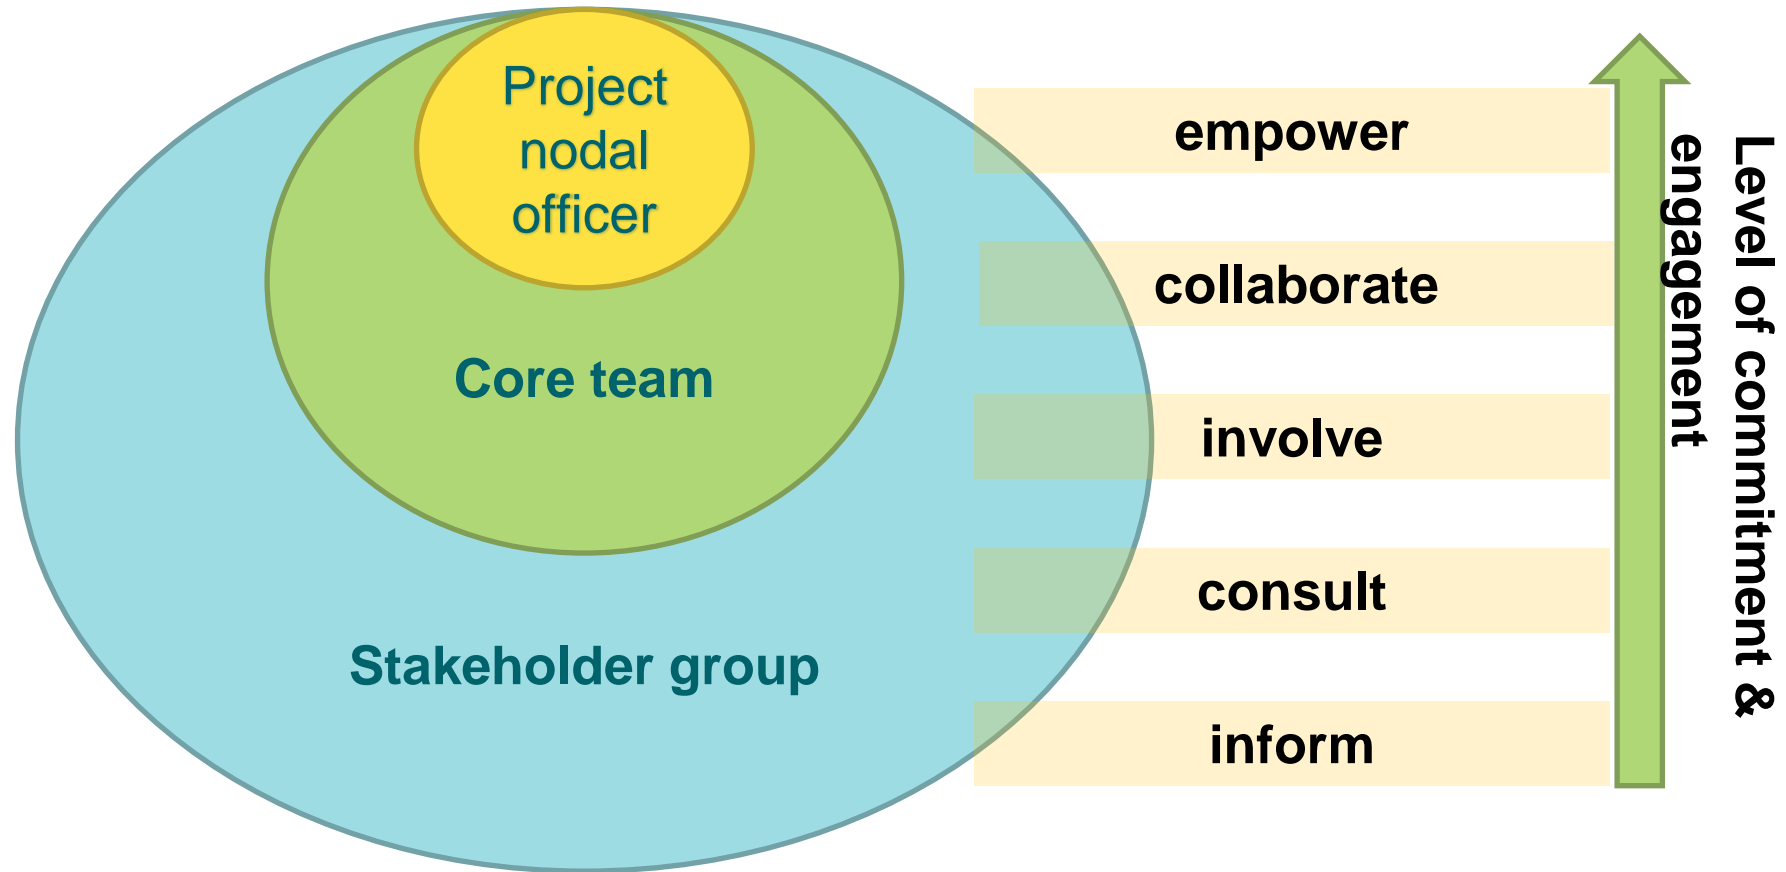 Project
nodal
officer
Core team
Stakeholder group
empower
collaborate
involve
consult
inform
Level of commitment &
engagement